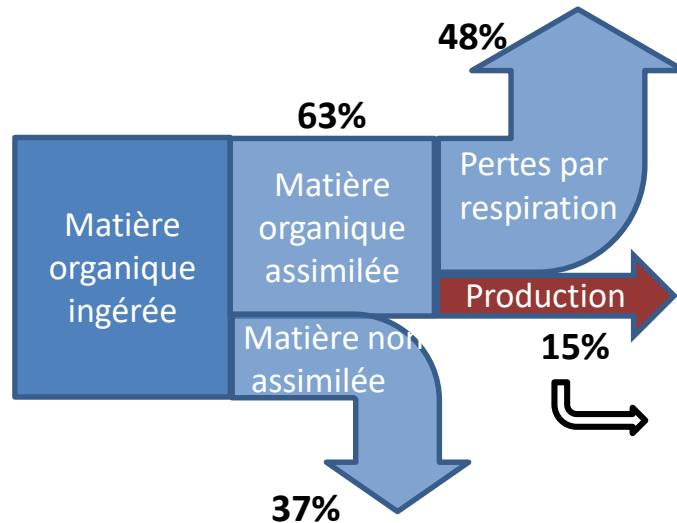 48%
63%
Matière
organique
ingérée
Matière
organique
assimilée
Pertes par
respiration
Production
15%
Matière non
assimilée
37%